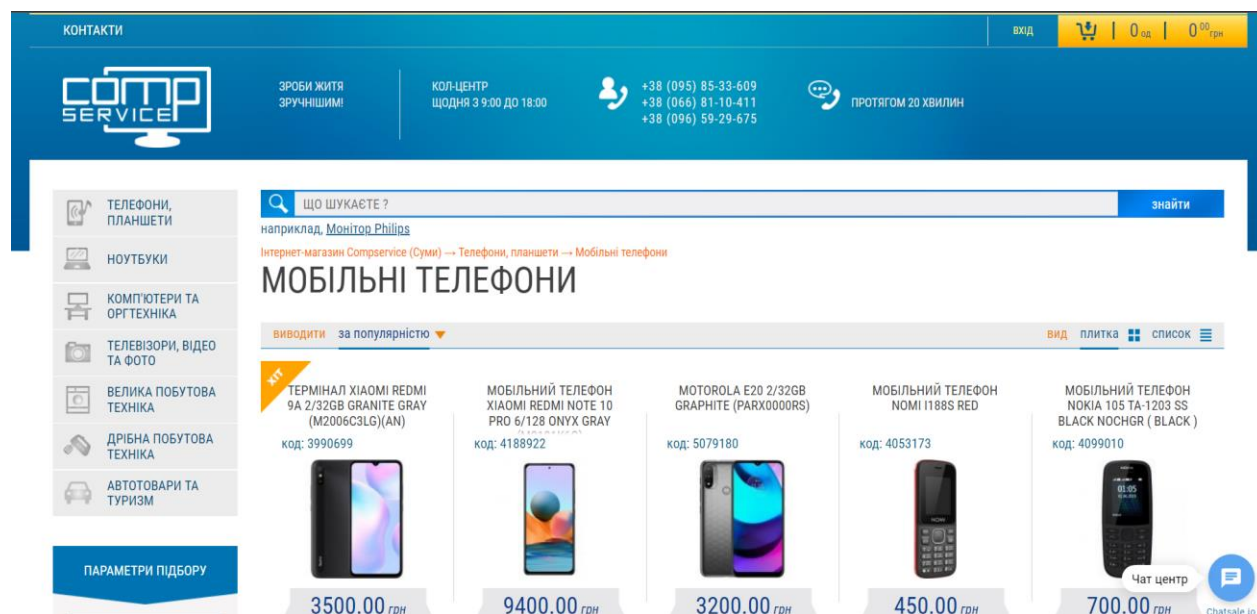 КОНТАКТИ
ВХІД
0 од
0 00 грн
comp
SERVICE
ЗРОБИ ЖИТЯ
ЗРУЧНІШИМ!
КОЛ-ЦЕНТР
ЩОДНЯ З 9:00 ДО 18:00
+38 (095) 85-33-609
+38 (066) 81-10-411
+38 (096) 59-29-675
ПРОТЯГОМ 20 ХВИЛИН
ТЕЛЕФОНИ,
ПЛАНШЕТИ
НОУТБУКИ
КОМП'ЮТЕРИ ТА
ОРГТЕХНІКА
ТЕЛЕВІЗОРИ, ВІДЕО
ТА ФОТО
ВЕЛИКА ПОБУТОВА
ТЕХНІКА
ДРІБНА ПОБУТОВА
ТЕХНІКА
АВТОТОВАРИ ТА
ТУРИЗМ
ПАРАМЕТРИ ПІДБОРУ
ЩО ШУКАЄТЕ ?
знайти
наприклад, Монітор Philips
Інтернет-магазин Compservice (Суми) → Телефони, планшети → Мобільні телефони
МОБІЛЬНІ ТЕЛЕФОНИ
виводити за популярністю
вид плитка список
ХІТ
ТЕРМІНАЛ XIAOMI REDMI
9A 2/32GB GRANITE GRAY
(M2006C3LG)(AN)
код: 3990699
3500.00 грн
МОБІЛЬНИЙ ТЕЛЕФОН
XIAOMI REDMI NOTE 10
PRO 6/128 ONYX GRAY
код: 4188922
9400.00 грн
MOTOROLA E20 2/32GB
GRAPHITE (PARX0000RS)
код: 5079180
3200.00 грн
МОБІЛЬНИЙ ТЕЛЕФОН
NOMI I188S RED
код: 4053173
NOMI
450.00 грн
МОБІЛЬНИЙ ТЕЛЕФОН
NOKIA 105 TA-1203 SS
BLACK NOCHGR ( BLACK )
код: 4099010
01:05
700.00 грн
Чат центр
Chatsale.io